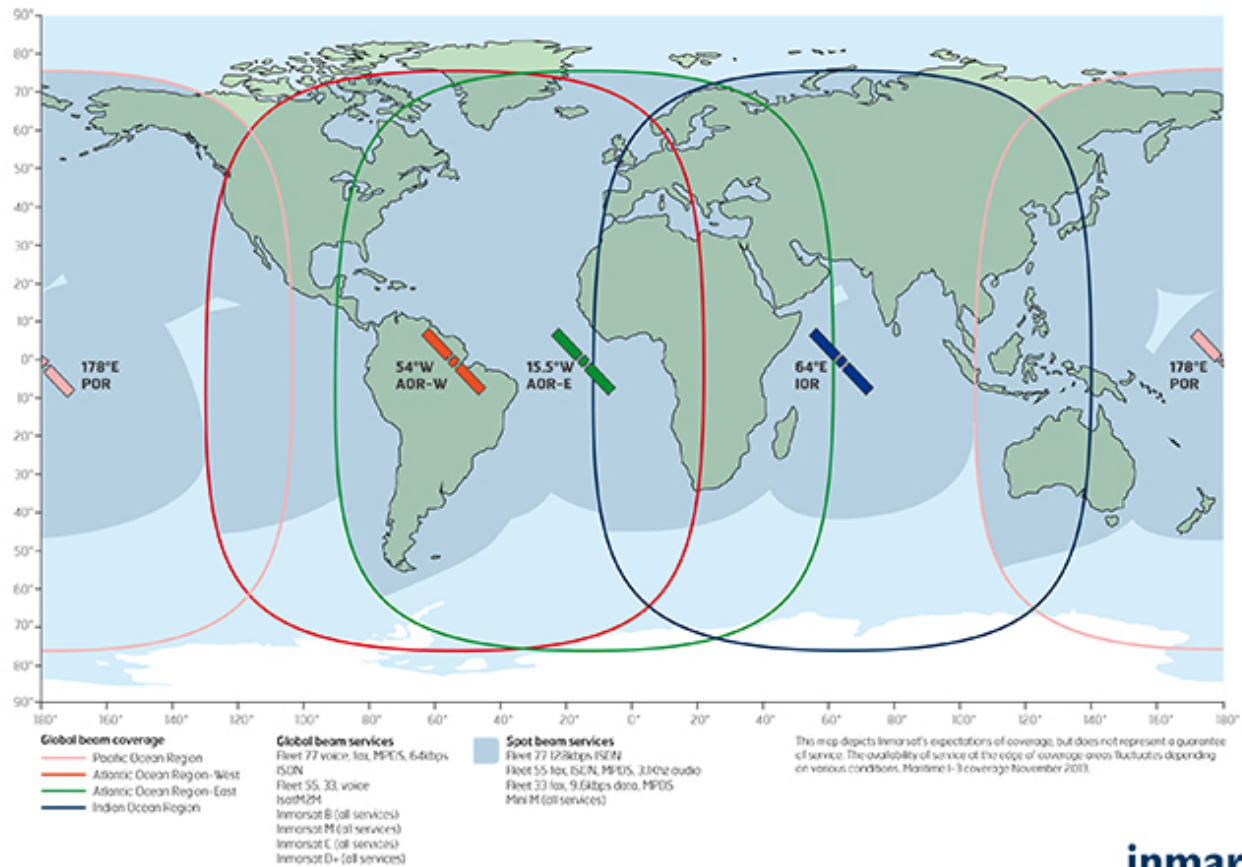 90°
80°
70°
60°
50°
40°
30°
20°
10°
0°
10°
20°
30°
40°
50°
60°
70°
80°
90°
178°E
POR
54°W
AOR-W
15.5°W
AOR-E
64°E
IOR
178°E
POR
180° 160° 140° 120° 100° 80° 60° 40° 20° 0° 20° 40° 60° 80° 100° 120° 140° 160° 180°
Global beam coverage
Pacific Ocean Region
Atlantic Ocean Region-West
Atlantic Ocean Region-East
Indian Ocean Region
Global beam services
Fleet 77 voice, fax, MPDS, 64kbps
ISDN
Fleet 55, 33, voice
IsatM2M
Inmarsat B (all services)
Inmarsat M (all services)
Inmarsat C (all services)
Inmarsat D+ (all services)
Spot beam services
Fleet 77 128kbps ISDN
Fleet 55 fax, ISDN, MPDS, 3.1Khz audio
Fleet 33 fax, 9.6kbps data, MPDS
Mini M (all services)
This map depicts Inmarsat's expectations of coverage, but does not represent a guarantee
of service. The availability of service at the edge of coverage areas fluctuates depending
on various conditions. Maritime I-3 coverage November 2013.
inmar